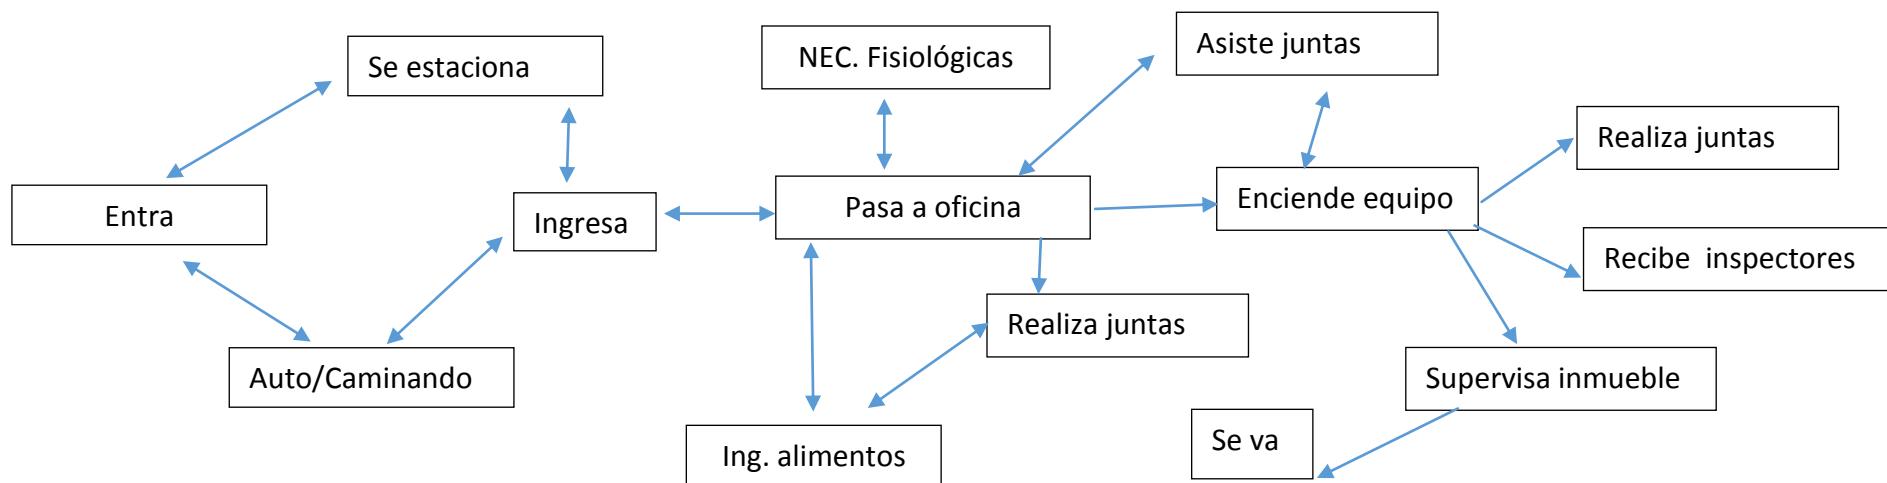 Se estaciona
NEC. Fisiológicas
Asiste juntas
Realiza juntas
Entra
Ingresa
Pasa a oficina
Enciende equipo
Recibe  inspectores
Realiza juntas
Auto/Caminando
Supervisa inmueble
Ing. alimentos
Se va